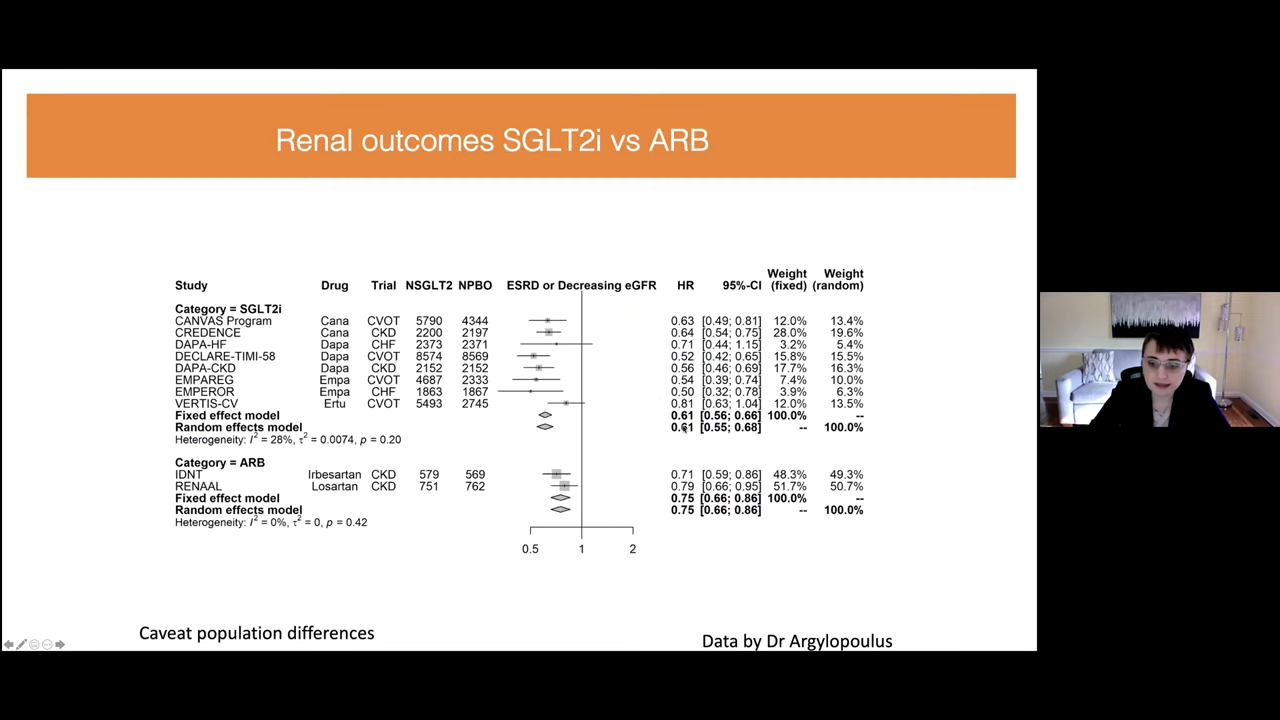 Renal outcomes SGLT2i vs ARB
Study Drug Trial NSGLT2 NPBO ESRD or Decreasing eGFR HR 95%-CI Weight (fixed) Weight (random)
Category = SGLT2i
CANVAS Program Cana CVOT 5790 4344 0.63 [0.49; 0.81] 12.0% 13.4%
CREDENCE Cana CKD 2200 2197 0.64 [0.54; 0.75] 28.0% 19.6%
DAPA-HF Dapa CHF 2373 2371 0.71 [0.44; 1.15] 3.2% 5.4%
DECLARE-TIMI-58 Dapa CVOT 8574 8569 0.52 [0.42; 0.65] 15.8% 15.5%
DAPA-CKD Dapa CKD 2152 2152 0.56 [0.46; 0.69] 17.7% 16.3%
EMPAREG Empa CVOT 4687 2333 0.54 [0.39; 0.74] 7.4% 10.0%
EMPEROR Empa CHF 1863 1867 0.50 [0.32; 0.78] 3.9% 6.3%
VERTIS-CV Ertu CVOT 5493 2745 0.81 [0.63; 1.04] 12.0% 13.5%
Fixed effect model 0.61 [0.56; 0.66] 100.0% --
Random effects model 0.61 [0.55; 0.68] -- 100.0%
Heterogeneity: I² = 28%, τ² = 0.0074, p = 0.20
Category = ARB
IDNT Irbesartan CKD 579 569 0.71 [0.59; 0.86] 48.3% 49.3%
RENAAL Losartan CKD 751 762 0.79 [0.66; 0.95] 51.7% 50.7%
Fixed effect model 0.75 [0.66; 0.86] 100.0% --
Random effects model 0.75 [0.66; 0.86] -- 100.0%
Heterogeneity: I² = 0%, τ² = 0, p = 0.42
0.5 1 2
Caveat population differences
Data by Dr Argylopoulus